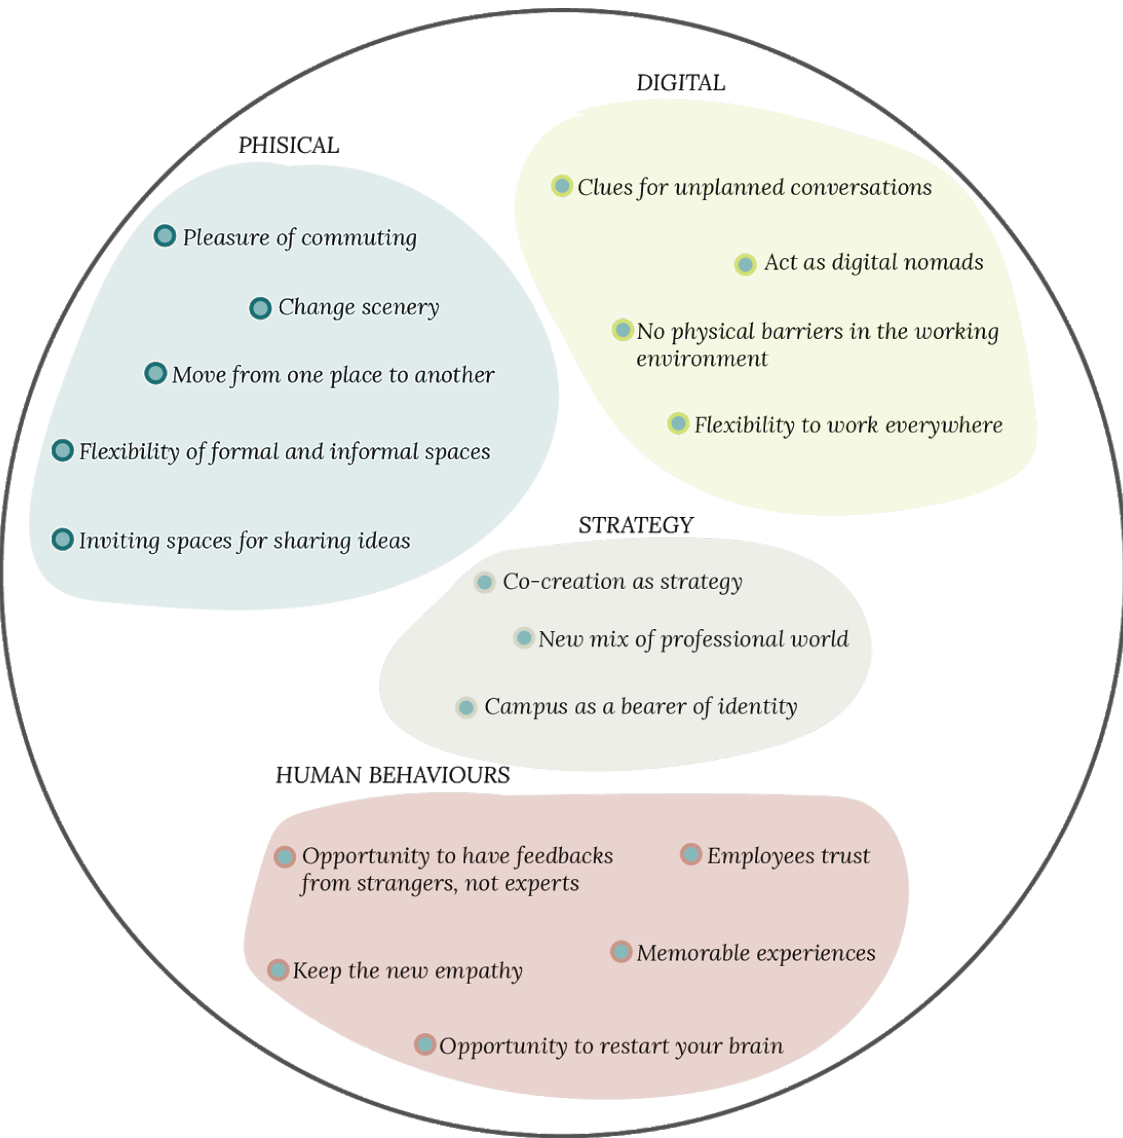 PHISICAL
Pleasure of commuting
Change scenery
Move from one place to another
Flexibility of formal and informal spaces
Inviting spaces for sharing ideas
DIGITAL
Clues for unplanned conversations
Act as digital nomads
No physical barriers in the working
environment
Flexibility to work everywhere
STRATEGY
Co-creation as strategy
New mix of professional world
Campus as a bearer of identity
HUMAN BEHAVIOURS
Opportunity to have feedbacks
from strangers, not experts
Employees trust
Keep the new empathy
Memorable experiences
Opportunity to restart your brain